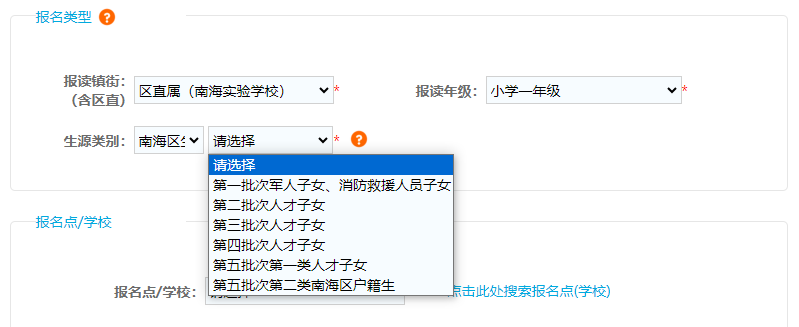 报名类型 ?
报读镇街：
（含区直）
区直属（南海实验学校）
*
报读年级：
小学一年级
*
生源类别：
南海区生
请选择
* ?
请选择
第一批次军人子女、消防救援人员子女
第二批次人才子女
第三批次人才子女
第四批次人才子女
第五批次第一类人才子女
第五批次第二类南海区户籍生
报名点/学校
报名点/学校：
点击此处搜索报名点(学校)